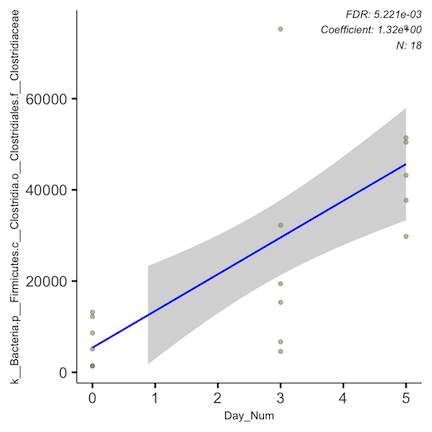 FDR: 5.221e-03
Coefficient: 1.32e+00
N: 18
k__Bacteria.p__Firmicutes.c__Clostridia.o__Clostridiales.f__Clostridiaceae
60000
40000
20000
0
0 1 2 3 4 5
Day_Num